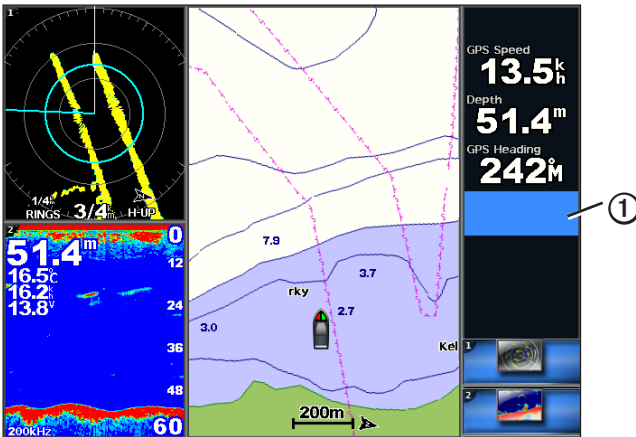 1
1/4 k m
RINGS
3/4 k m
H-UP
2
51.4 m
16.5 °C
16.2 k h
13.8 v
0
12
24
36
48
60
200kHz
7.9
3.7
rky
2.7
3.0
Kel
200m
GPS Speed
13.5 k h
Depth
51.4 m
GPS Heading
242° M
①
1
2